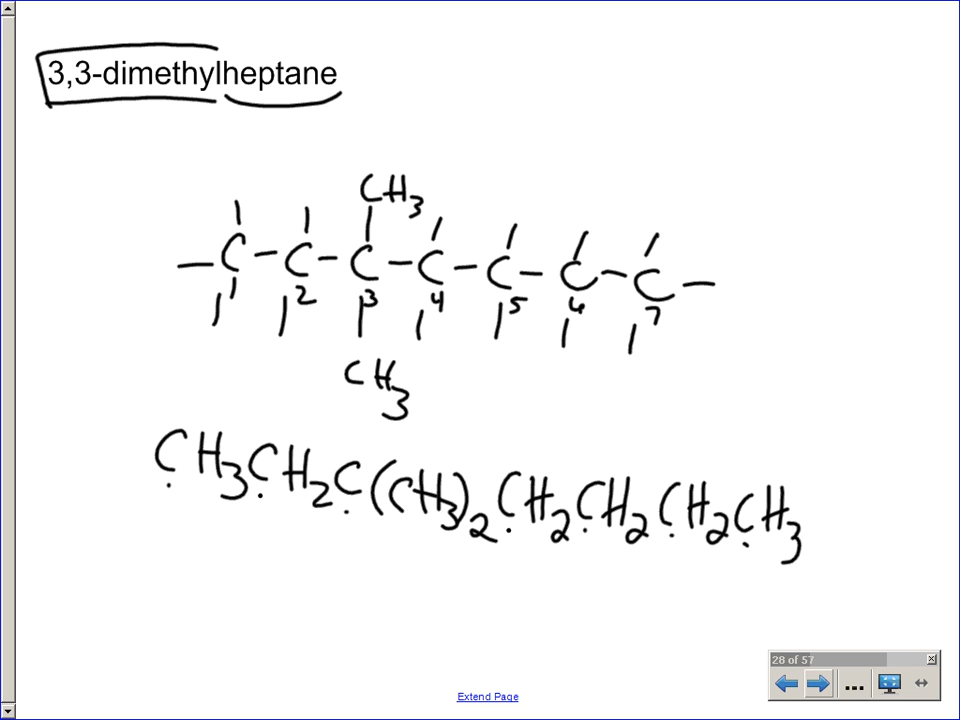 3,3-dimethylheptane
CH3
- C - C - C - C - C - C - C -
1 2 3 4 5 6 7
CH3
CH3CH2C(CH3)2CH2CH2CH2CH3
28 of 57
Extend Page